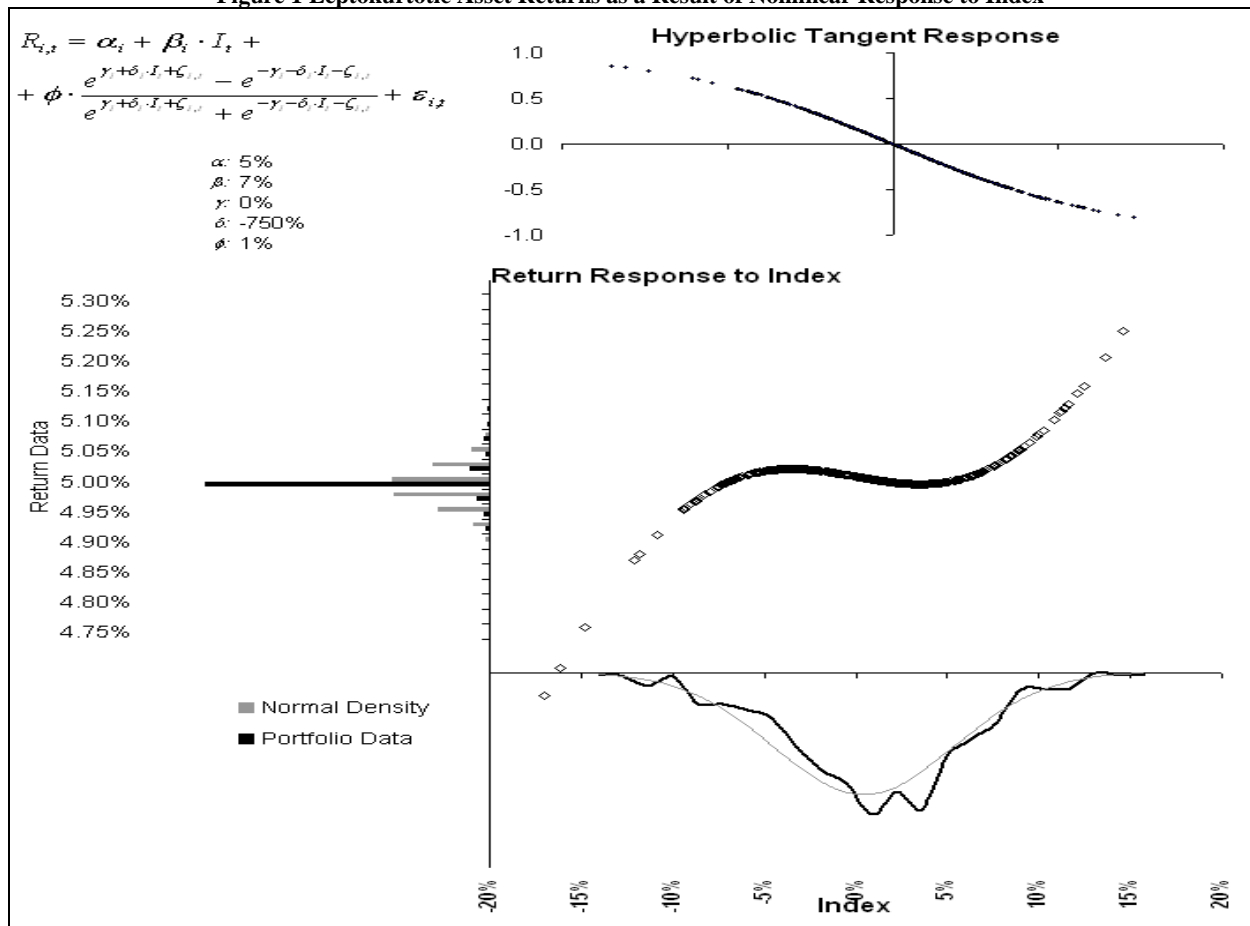 Figure 1 Leptokurtotic Asset Returns as a Result of Nonlinear Response to Index
R_{i,t} = α_i + β_i · I_t +
+ φ · \frac{e^{γ_i+δ_i·I_t+ζ_{i,t}} − e^{−γ_i−δ_i·I_t−ζ_{i,t}}}{e^{γ_i+δ_i·I_t+ζ_{i,t}} + e^{−γ_i−δ_i·I_t−ζ_{i,t}}} + ε_{i,t}
α: 5%
β: 7%
γ: 0%
δ: -750%
φ: 1%
Hyperbolic Tangent Response
1.0
0.5
0.0
-0.5
-1.0
20%
Return Response to Index
5.30%
5.25%
5.20%
5.15%
5.10%
5.05%
5.00%
4.95%
4.90%
4.85%
4.80%
4.75%
Return Data
Normal Density
Portfolio Data
-20%
-15%
-10%
-5%
0%
5%
10%
15%
20%
Index